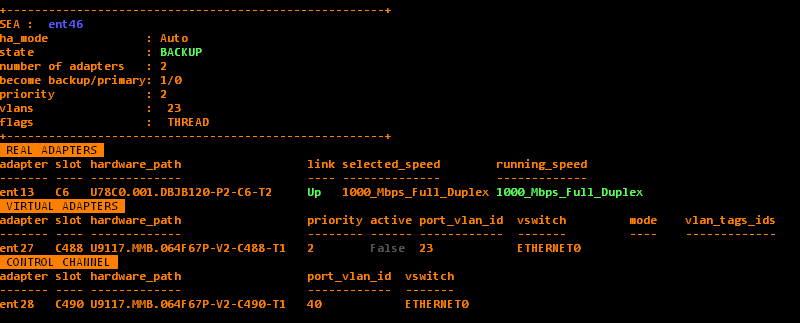 +------------------------------------------------------+
SEA :  ent46
ha_mode              : Auto
state                : BACKUP
number of adapters   : 2
become backup/primary: 1/0
priority             : 2
vlans                :  23
flags                :  THREAD
+------------------------------------------------------+
REAL ADAPTERS
adapter slot hardware_path                  link selected_speed        running_speed
------- ---- -------------                  ---- --------------        -------------
ent13   C6   U78C0.001.DBJB120-P2-C6-T2     Up   1000_Mbps_Full_Duplex 1000_Mbps_Full_Duplex
VIRTUAL ADAPTERS
adapter slot hardware_path                  priority active port_vlan_id  vswitch         mode    vlan_tags_ids
------- ---- -------------                  -------- ------ ------------  -------         ----    -------------
ent27   C488 U9117.MMB.064F67P-V2-C488-T1   2        False  23            ETHERNET0
CONTROL CHANNEL
adapter slot hardware_path                  port_vlan_id  vswitch
------- ---- -------------                  ------------  -------
ent28   C490 U9117.MMB.064F67P-V2-C490-T1   40            ETHERNET0